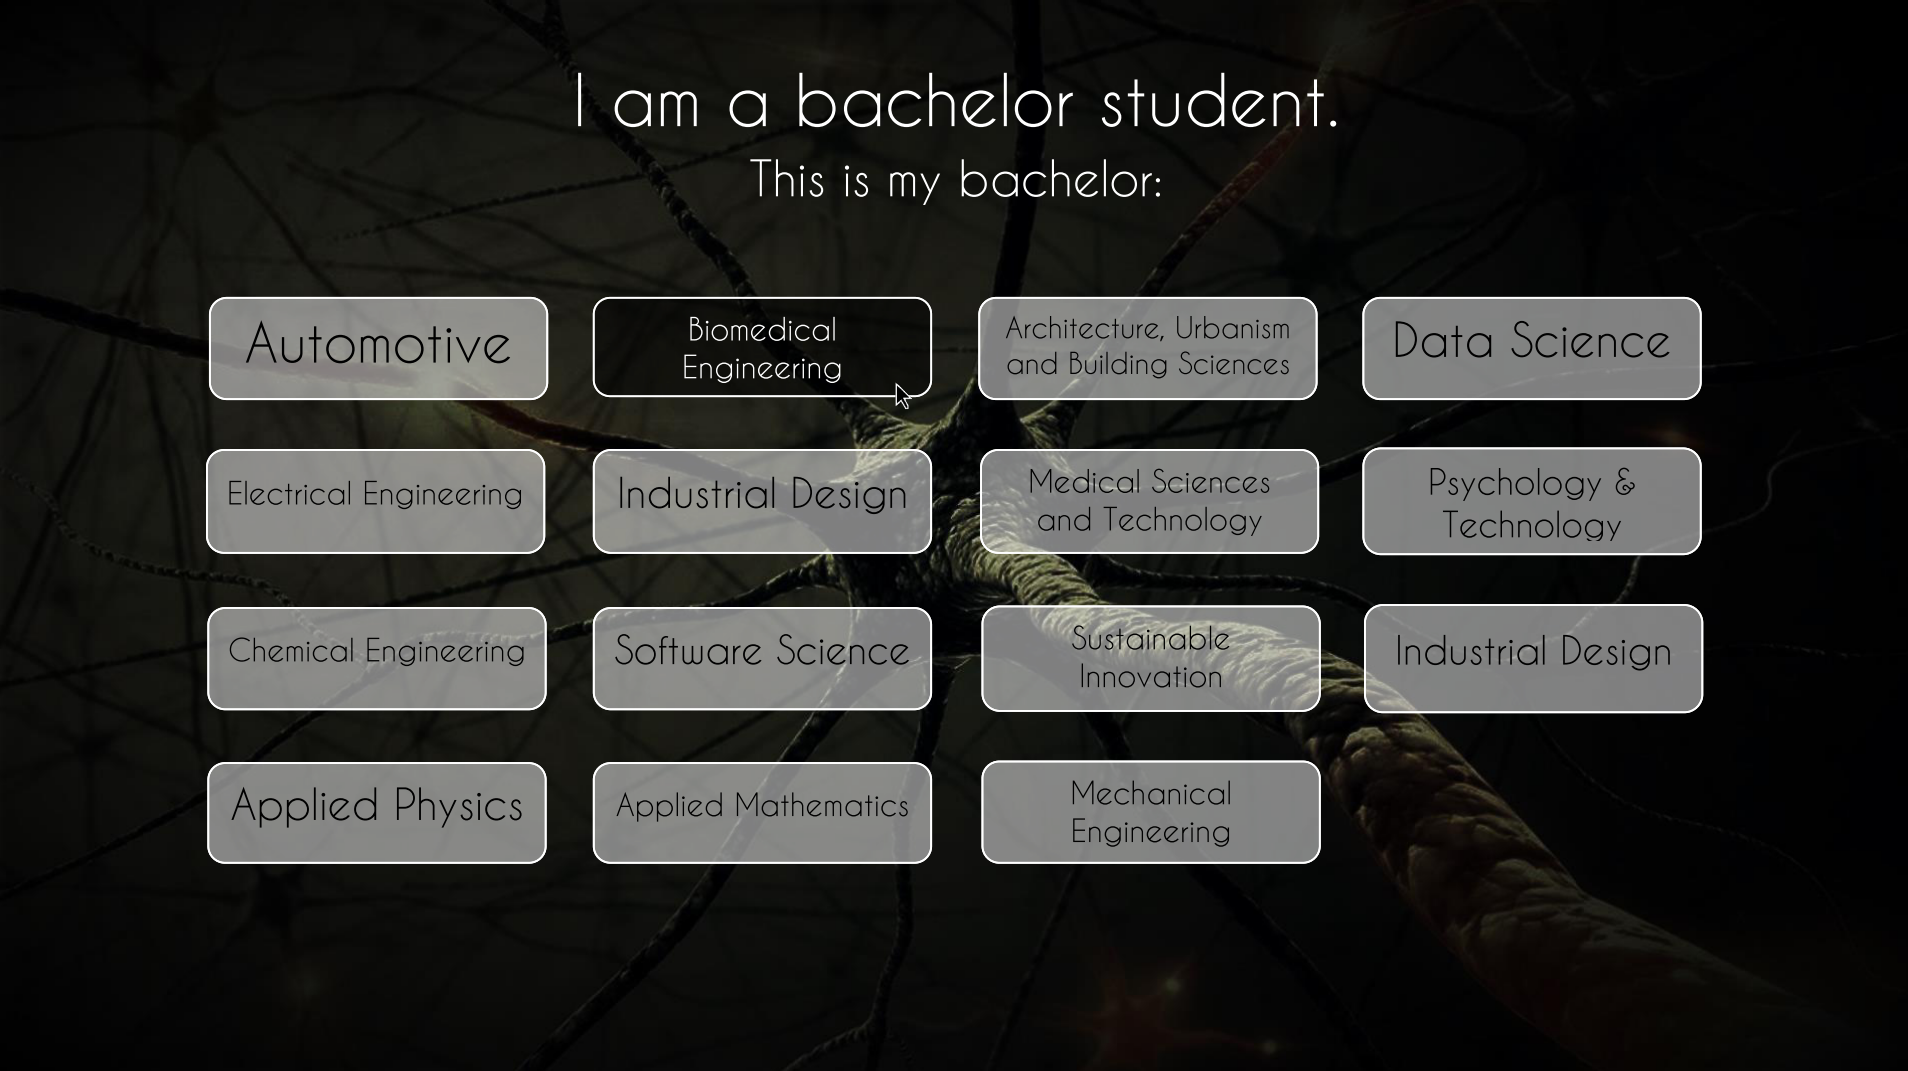 I am a bachelor student.
This is my bachelor:
Automotive
Biomedical
Engineering
Architecture, Urbanism
and Building Sciences
Data Science
Electrical Engineering
Industrial Design
Medical Sciences
and Technology
Psychology &
Technology
Chemical Engineering
Software Science
Sustainable
Innovation
Industrial Design
Applied Physics
Applied Mathematics
Mechanical
Engineering